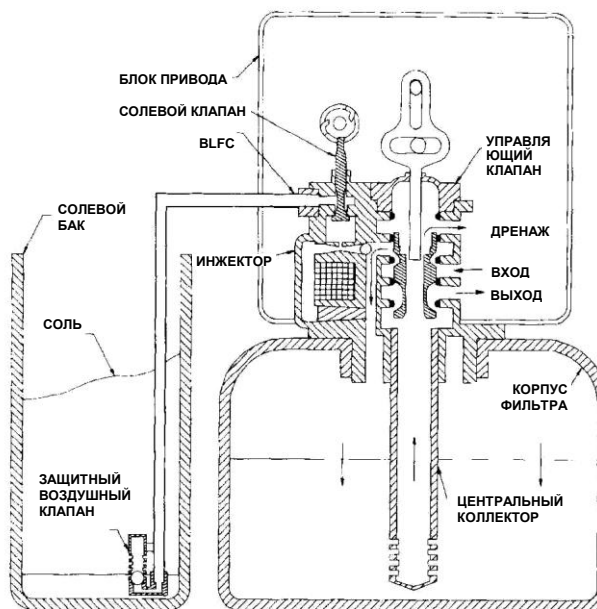 БЛОК ПРИВОДА
СОЛЕВОЙ КЛАПАН
BLFC
УПРАВЛЯ
ЮЩИЙ
КЛАПАН
СОЛЕВОЙ
БАК
ДРЕНАЖ
ИНЖЕКТОР
ВХОД
ВЫХОД
СОЛЬ
КОРПУС
ФИЛЬТРА
ЗАЩИТНЫЙ
ВОЗДУШНЫЙ
КЛАПАН
ЦЕНТРАЛЬНЫЙ
КОЛЛЕКТОР